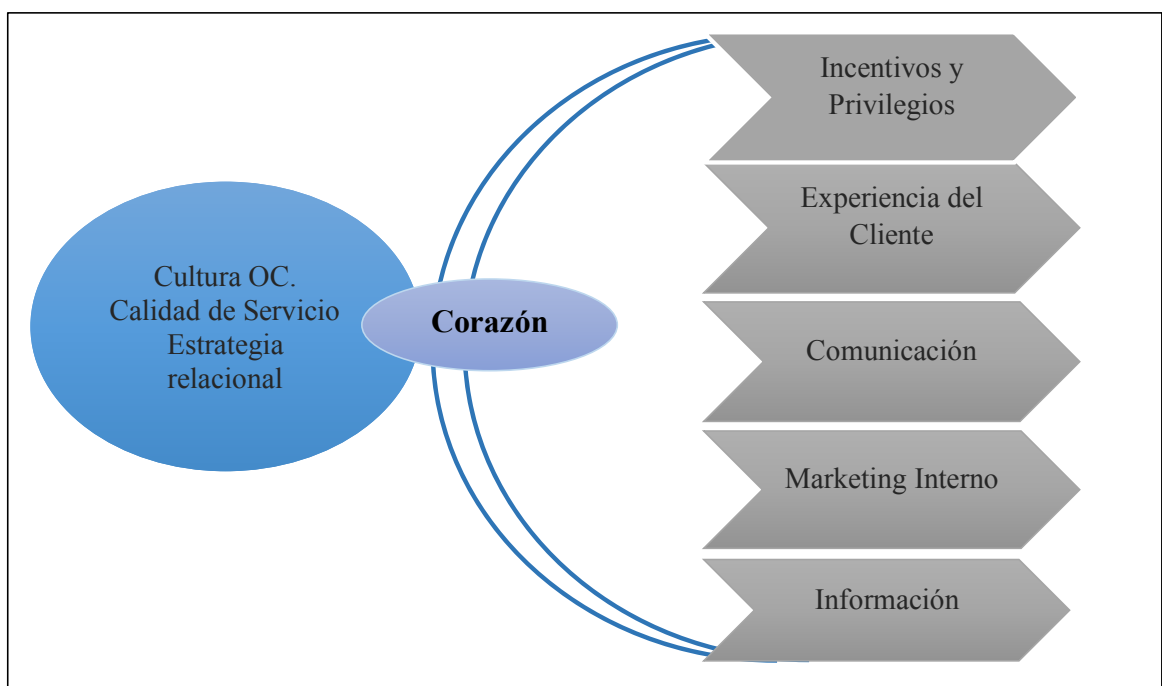 Cultura OC.
Calidad de Servicio
Estrategia
relacional
Corazón
Incentivos y
Privilegios
Experiencia del
Cliente
Comunicación
Marketing Interno
Información